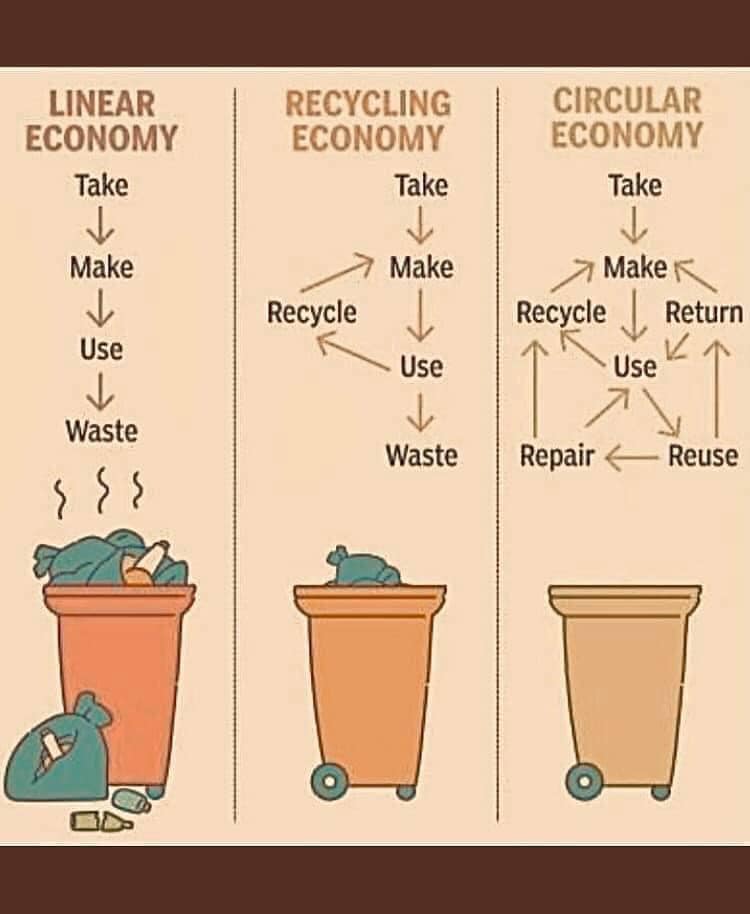 LINEAR
ECONOMY
Take
Make
Use
Waste
RECYCLING
ECONOMY
Take
Make
Recycle
Use
Waste
CIRCULAR
ECONOMY
Take
Make
Recycle
Return
Use
Repair
Reuse